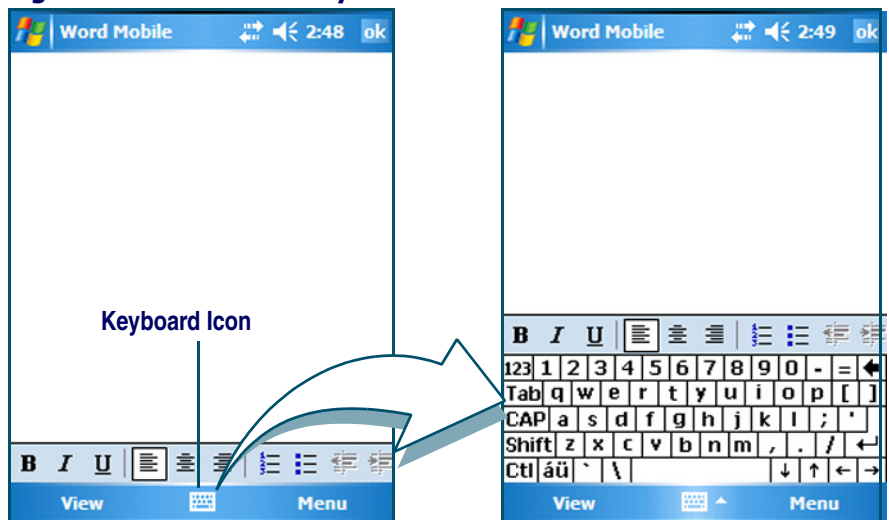 Word Mobile 2:48 ok
Keyboard Icon
B I U
View Menu
Word Mobile 2:49 ok
B I U
123 1 2 3 4 5 6 7 8 9 0 - = ←
Tab q w e r t y u i o p [ ]
CAP a s d f g h j k l ; '
Shift z x c v b n m , . / ↵
Ctl áü ` \ ↓ ↑ ← →
View Menu